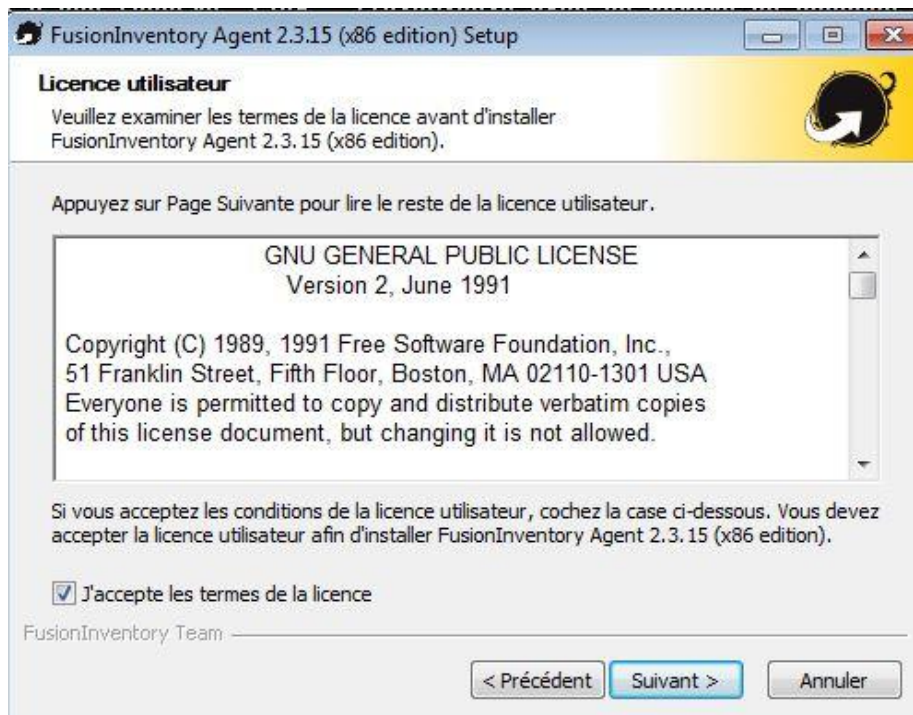 FusionInventory Agent 2.3.15 (x86 edition) Setup
Licence utilisateur
Veuillez examiner les termes de la licence avant d'installer
FusionInventory Agent 2.3.15 (x86 edition).
Appuyez sur Page Suivante pour lire le reste de la licence utilisateur.
GNU GENERAL PUBLIC LICENSE
Version 2, June 1991
Copyright (C) 1989, 1991 Free Software Foundation, Inc.,
51 Franklin Street, Fifth Floor, Boston, MA 02110-1301 USA
Everyone is permitted to copy and distribute verbatim copies
of this license document, but changing it is not allowed.
Si vous acceptez les conditions de la licence utilisateur, cochez la case ci-dessous. Vous devez
accepter la licence utilisateur afin d'installer FusionInventory Agent 2.3.15 (x86 edition).
J'accepte les termes de la licence
FusionInventory Team
< Précédent Suivant > Annuler